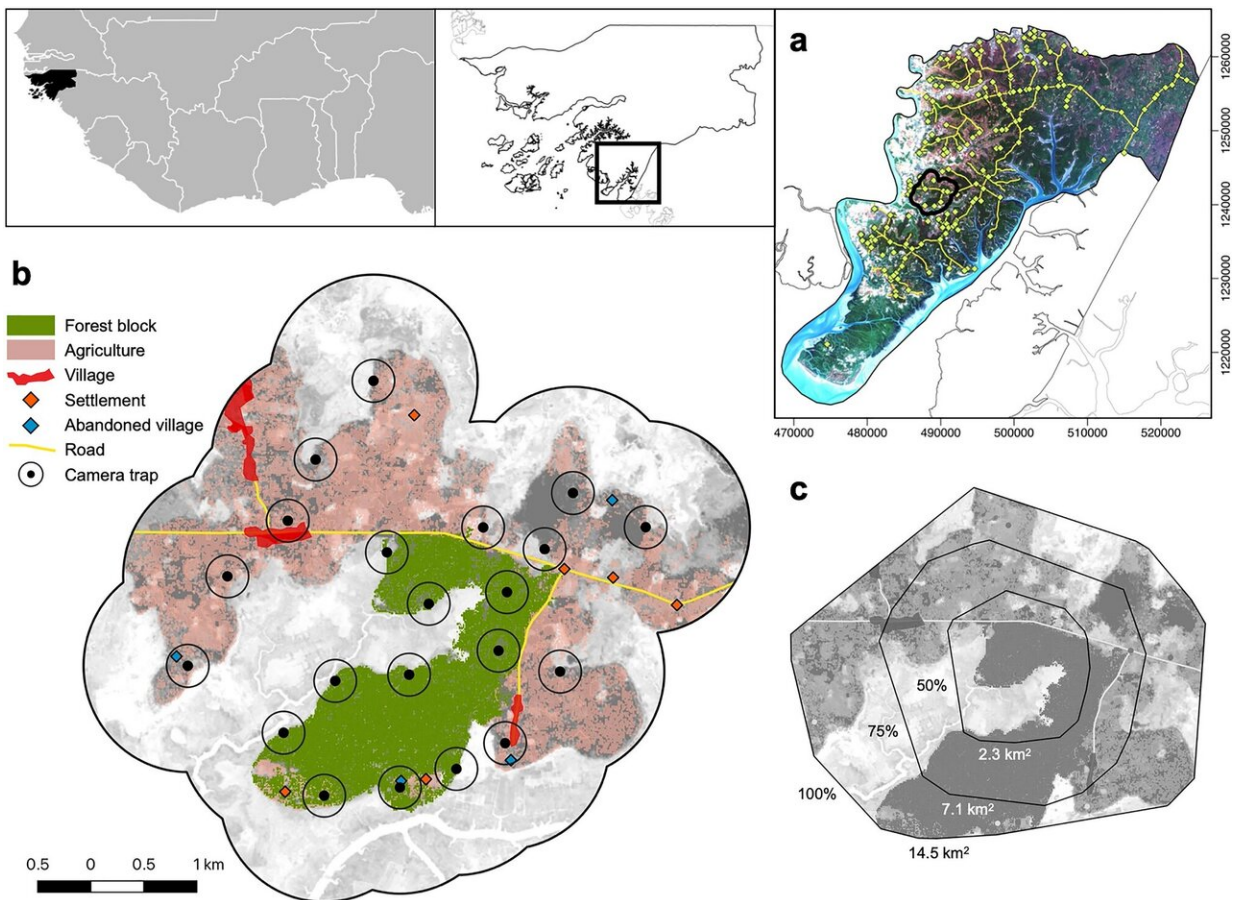 a
1260000
1250000
1240000
1230000
1220000
470000 480000 490000 500000 510000 520000
b
Forest block
Agriculture
Village
Settlement
Abandoned village
Road
Camera trap
0.5 0 0.5 1 km
c
50%
75%
100%
2.3 km²
7.1 km²
14.5 km²